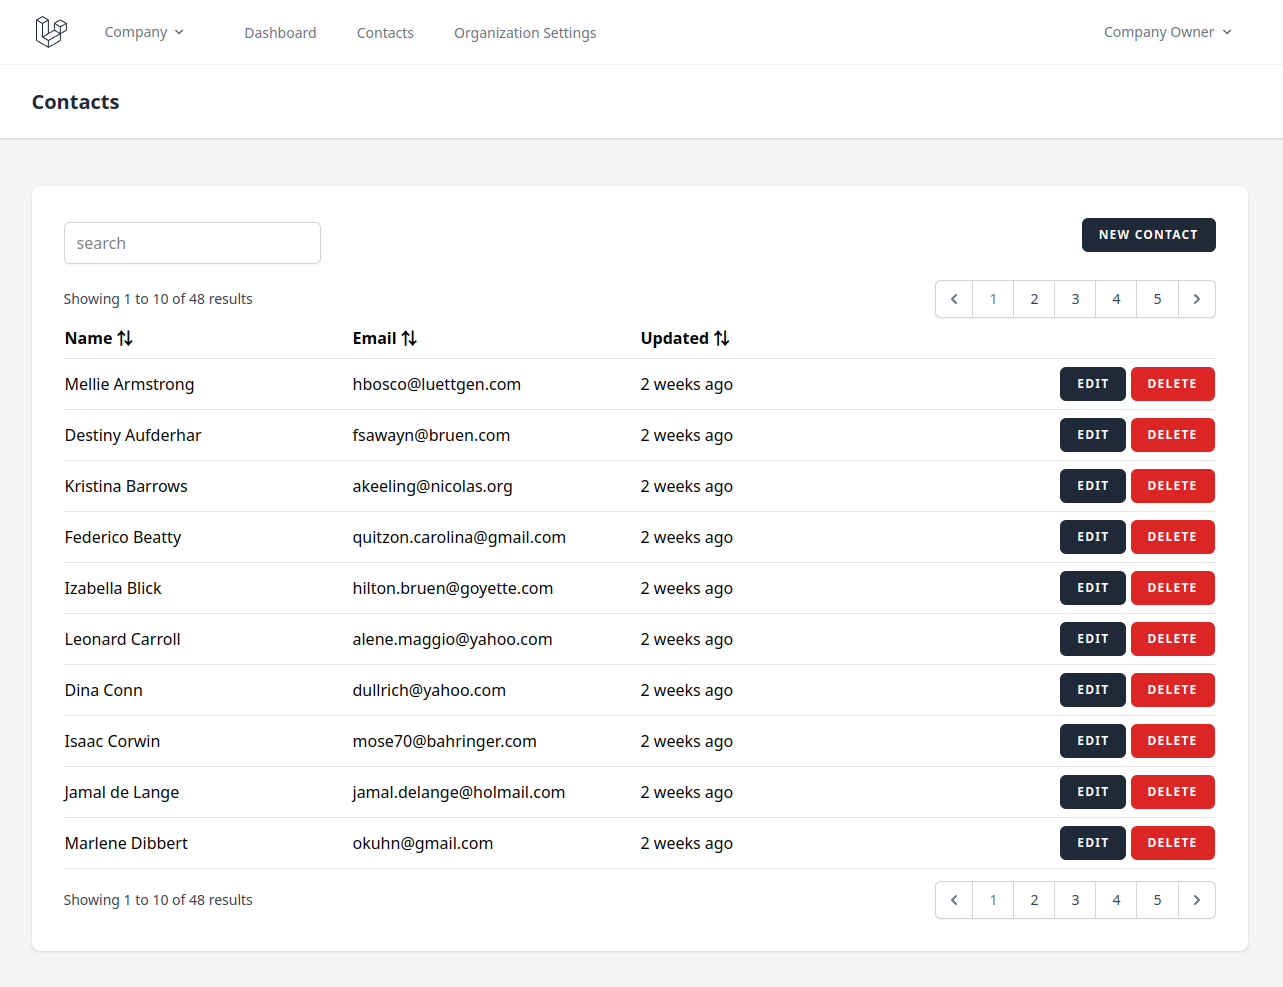 Company Dashboard Contacts Organization Settings Company Owner
Contacts
search NEW CONTACT
Showing 1 to 10 of 48 results 1 2 3 4 5
Name Email Updated
Mellie Armstrong hbosco@luettgen.com 2 weeks ago EDIT DELETE
Destiny Aufderhar fsawayn@bruen.com 2 weeks ago EDIT DELETE
Kristina Barrows akeeling@nicolas.org 2 weeks ago EDIT DELETE
Federico Beatty quitzon.carolina@gmail.com 2 weeks ago EDIT DELETE
Izabella Blick hilton.bruen@goyette.com 2 weeks ago EDIT DELETE
Leonard Carroll alene.maggio@yahoo.com 2 weeks ago EDIT DELETE
Dina Conn dullrich@yahoo.com 2 weeks ago EDIT DELETE
Isaac Corwin mose70@bahringer.com 2 weeks ago EDIT DELETE
Jamal de Lange jamal.delange@holmail.com 2 weeks ago EDIT DELETE
Marlene Dibbert okuhn@gmail.com 2 weeks ago EDIT DELETE
Showing 1 to 10 of 48 results 1 2 3 4 5